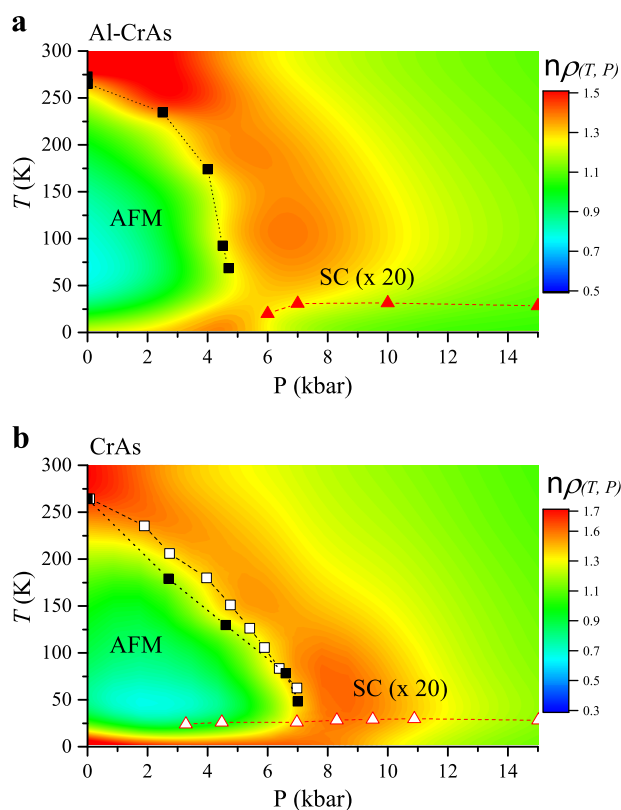 a
Al-CrAs
300
250
200
150
100
50
0
T (K)
AFM
SC (x 20)
0 2 4 6 8 10 12 14
P (kbar)
nρ(T, P)
1.5
1.3
1.1
0.9
0.7
0.5
b
CrAs
300
250
200
150
100
50
0
T (K)
AFM
SC (x 20)
0 2 4 6 8 10 12 14
P (kbar)
nρ(T, P)
1.7
1.6
1.3
1.1
0.9
0.7
0.5
0.3